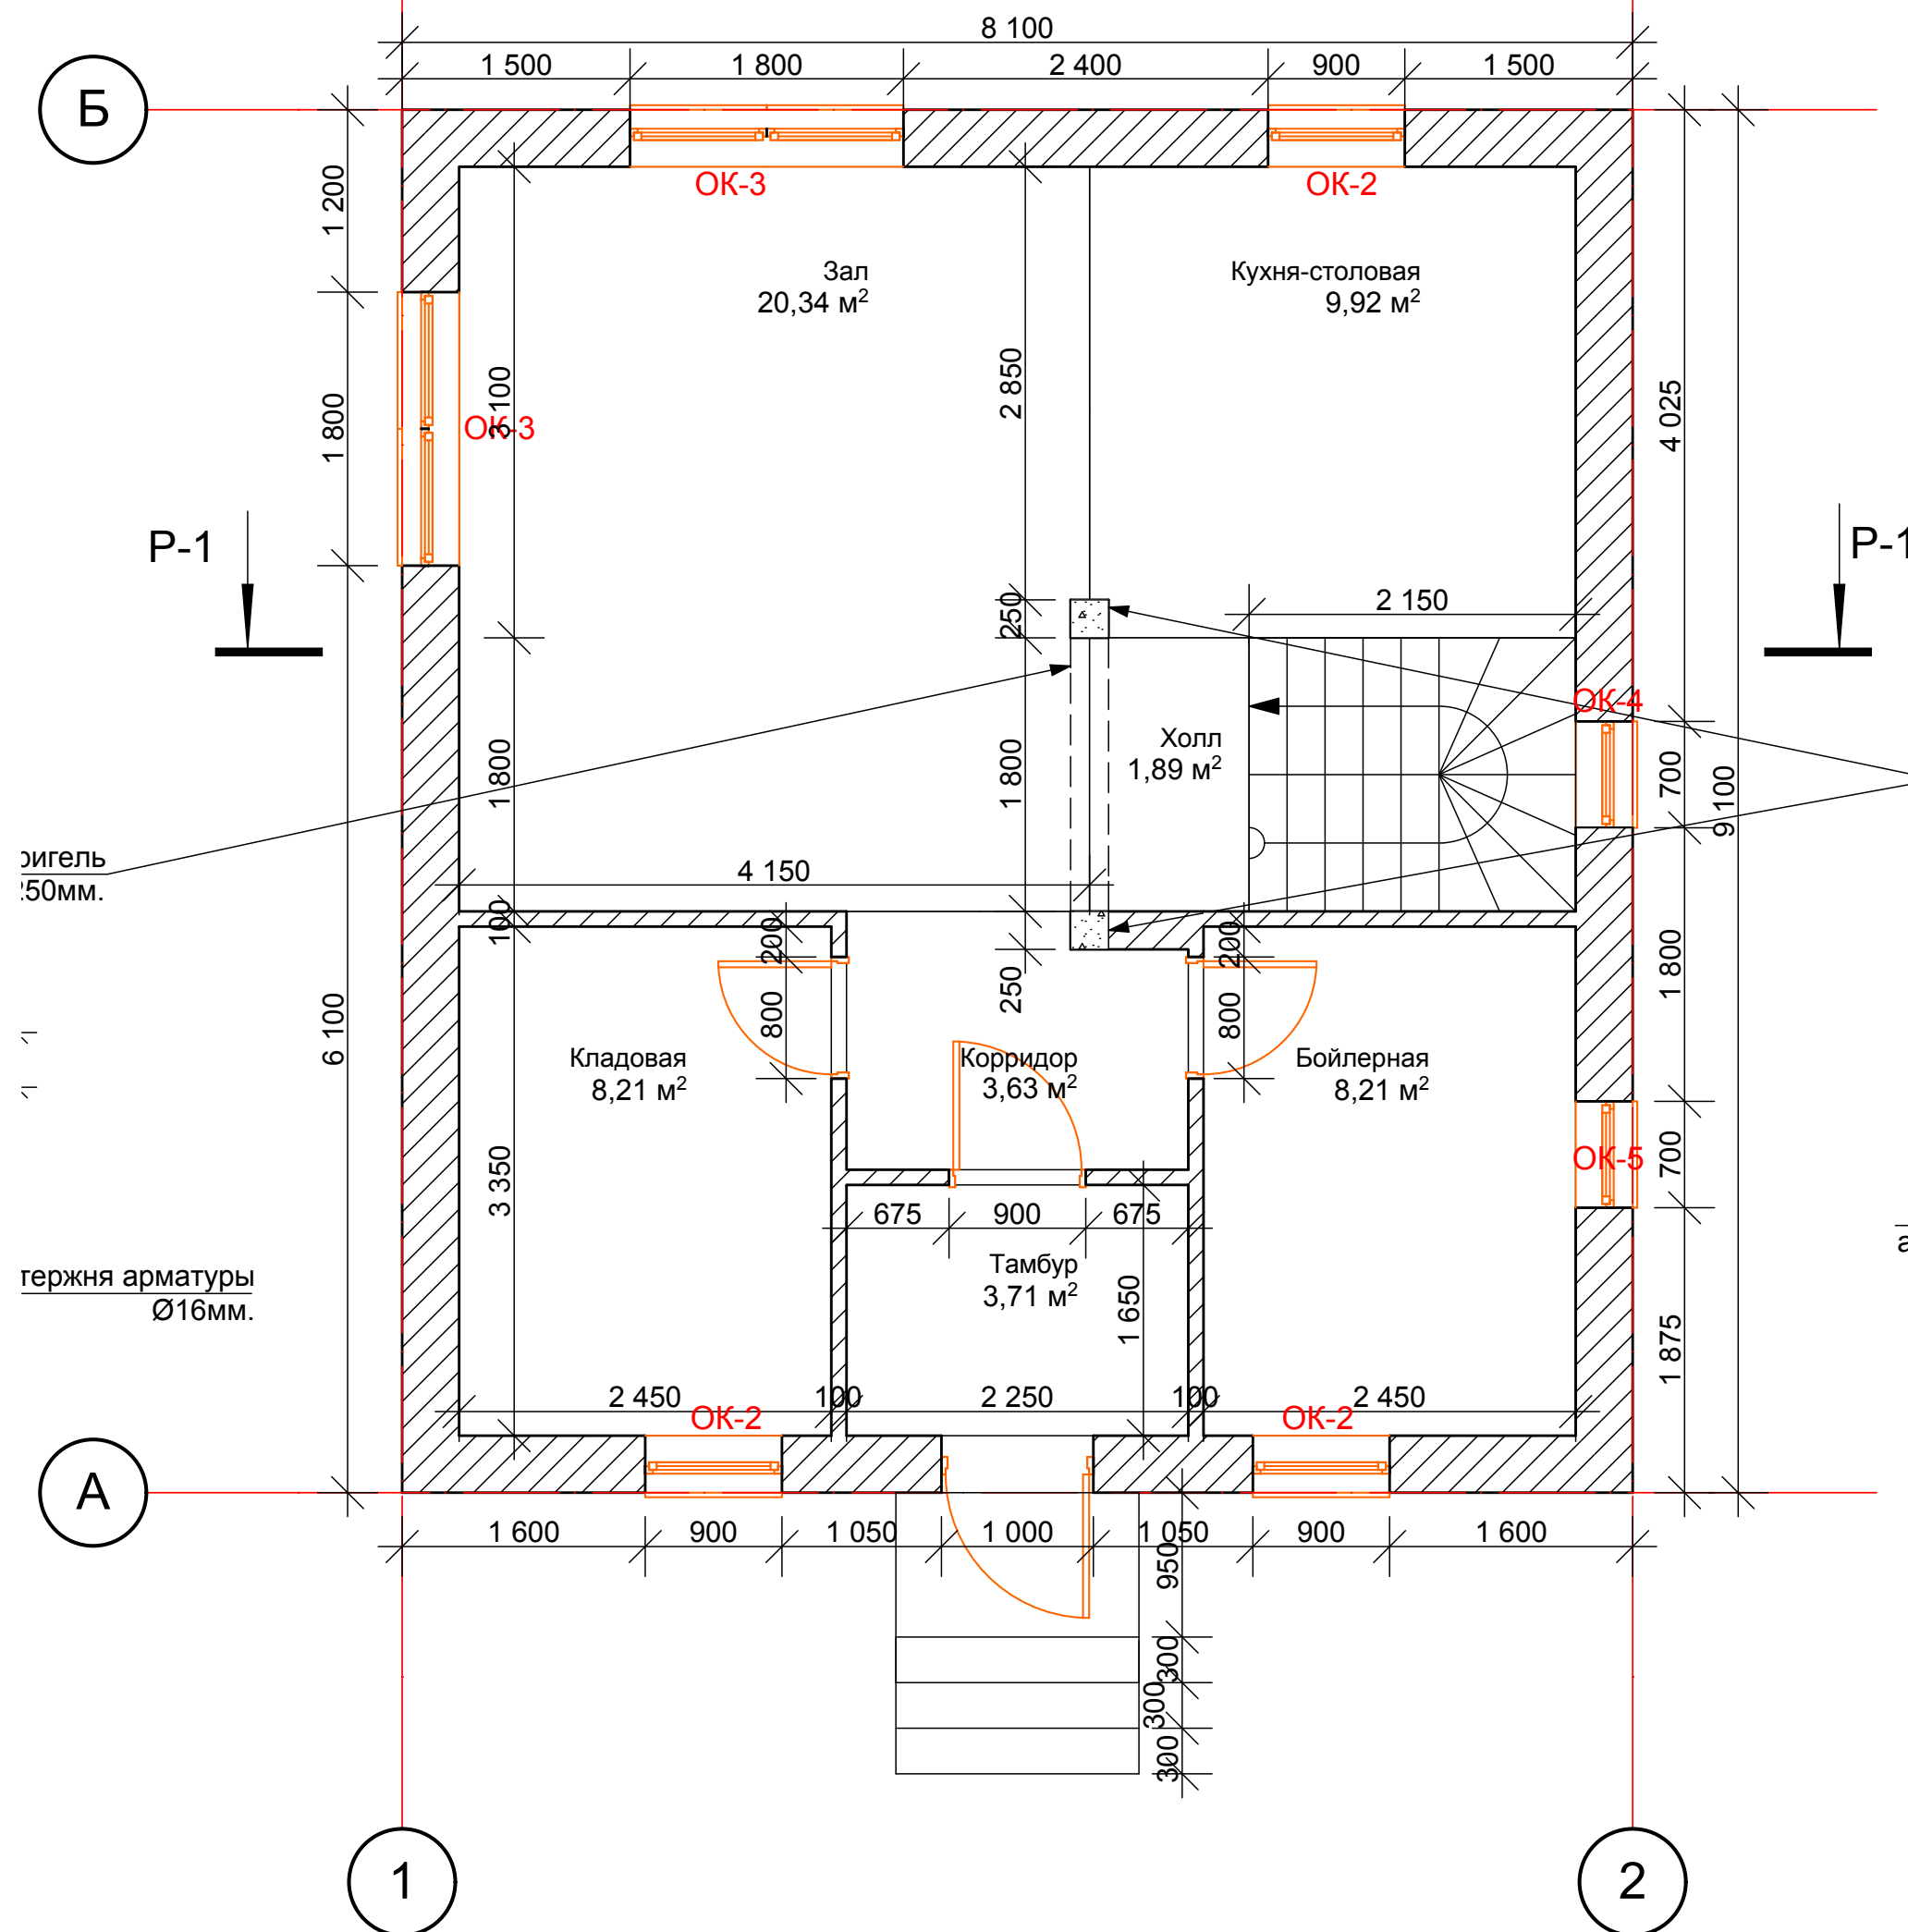 8 100
1 500
1 800
2 400
900
1 500
Б
1 200
1 800
6 100
ОК-3
ОК-2
Зал
20,34 м²
Кухня-столовая
9,92 м²
3 100
2 850
ОК-3
4 025
Р-1
Р-1
250
2 150
ОК-4
Холл
1,89 м²
1 800
1 800
700
9 100
4 150
250мм.
100
200
200
250
800
800
1 800
Кладовая
8,21 м²
Корридор
3,63 м²
Бойлерная
8,21 м²
3 350
ОК-5
700
675
900
675
Тамбур
3,71 м²
1 650
арматуры
Ø16мм.
1 875
2 450
100
2 250
100
2 450
ОК-2
ОК-2
А
1 600
900
1 050
1 000
1 050
900
1 600
950
300
300
300
1
2